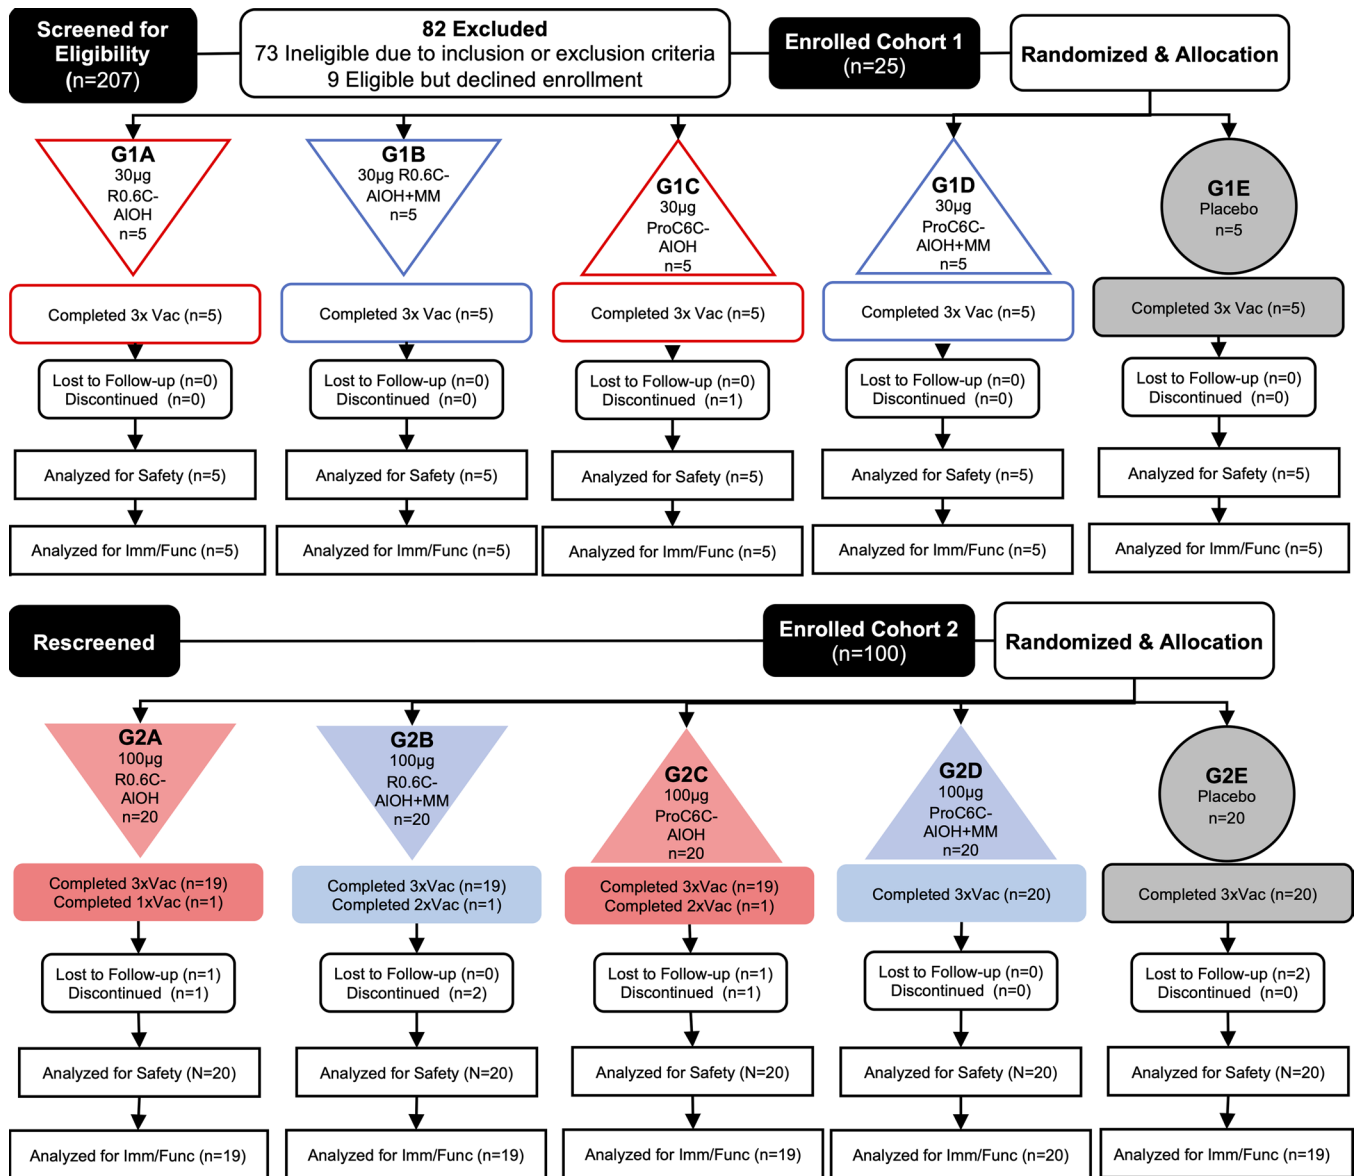 Screened for
Eligibility
(n=207)
82 Excluded
73 Ineligible due to inclusion or exclusion criteria
9 Eligible but declined enrollment
Enrolled Cohort 1
(n=25)
Randomized & Allocation
G1A
30µg
R0.6C-
AlOH
n=5
G1B
30µg R0.6C-
AlOH+MM
n=5
G1C
30µg
ProC6C-
AlOH
n=5
G1D
30µg
ProC6C-
AlOH+MM
n=5
G1E
Placebo
n=5
Completed 3x Vac (n=5)
Completed 3x Vac (n=5)
Completed 3x Vac (n=5)
Completed 3x Vac (n=5)
Completed 3x Vac (n=5)
Lost to Follow-up (n=0)
Discontinued (n=0)
Lost to Follow-up (n=0)
Discontinued (n=0)
Lost to Follow-up (n=0)
Discontinued (n=1)
Lost to Follow-up (n=0)
Discontinued (n=0)
Lost to Follow-up (n=0)
Discontinued (n=0)
Analyzed for Safety (n=5)
Analyzed for Safety (n=5)
Analyzed for Safety (n=5)
Analyzed for Safety (n=5)
Analyzed for Safety (n=5)
Analyzed for Imm/Func (n=5)
Analyzed for Imm/Func (n=5)
Analyzed for Imm/Func (n=5)
Analyzed for Imm/Func (n=5)
Analyzed for Imm/Func (n=5)
Rescreened
Enrolled Cohort 2
(n=100)
Randomized & Allocation
G2A
100µg
R0.6C-
AlOH
n=20
G2B
100µg
R0.6C-
AlOH+MM
n=20
G2C
100µg
ProC6C-
AlOH
n=20
G2D
100µg
ProC6C-
AlOH+MM
n=20
G2E
Placebo
n=20
Completed 3xVac (n=19)
Completed 1xVac (n=1)
Completed 3xVac (n=19)
Completed 2xVac (n=1)
Completed 3xVac (n=19)
Completed 2xVac (n=1)
Completed 3xVac (n=20)
Completed 3xVac (n=20)
Lost to Follow-up (n=1)
Discontinued (n=1)
Lost to Follow-up (n=0)
Discontinued (n=2)
Lost to Follow-up (n=1)
Discontinued (n=1)
Lost to Follow-up (n=0)
Discontinued (n=0)
Lost to Follow-up (n=2)
Discontinued (n=0)
Analyzed for Safety (N=20)
Analyzed for Safety (N=20)
Analyzed for Safety (N=20)
Analyzed for Safety (N=20)
Analyzed for Safety (N=20)
Analyzed for Imm/Func (n=19)
Analyzed for Imm/Func (n=19)
Analyzed for Imm/Func (n=19)
Analyzed for Imm/Func (n=20)
Analyzed for Imm/Func (n=19)